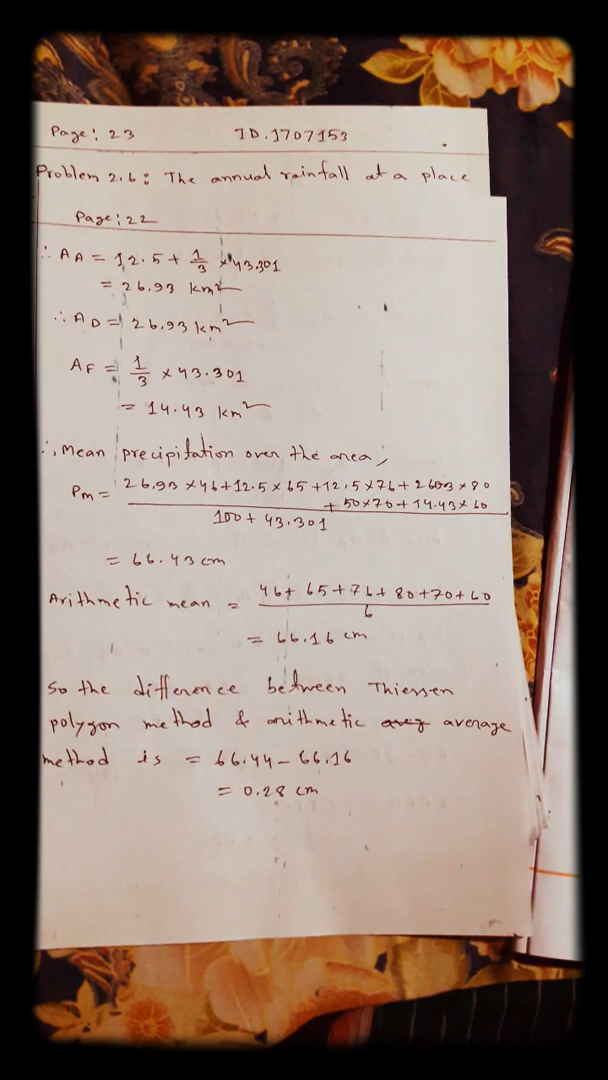 Page: 23 ID.1707153
Problem 2.6: The annual rainfall at a place
Page: 22
∴ AA = 12.5 + 1/3 × 43.301
= 26.93 km²
∴ AD = 26.93 km²
AF = 1/3 × 43.301
= 14.43 km²
∴, Mean precipitation over the area,
Pm = (26.93 × 46 + 12.5 × 65 + 12.5 × 76 + 26.93 × 80
+ 50×70 + 14.43 × 60) / (100 + 43.301)
= 66.43 cm
Arithmetic mean = (46 + 65 + 76 + 80 + 70 + 60) / 6
= 66.16 cm
So the difference between Thiessen
polygon method & arithmetic average
method is = 66.44 - 66.16
= 0.28 cm